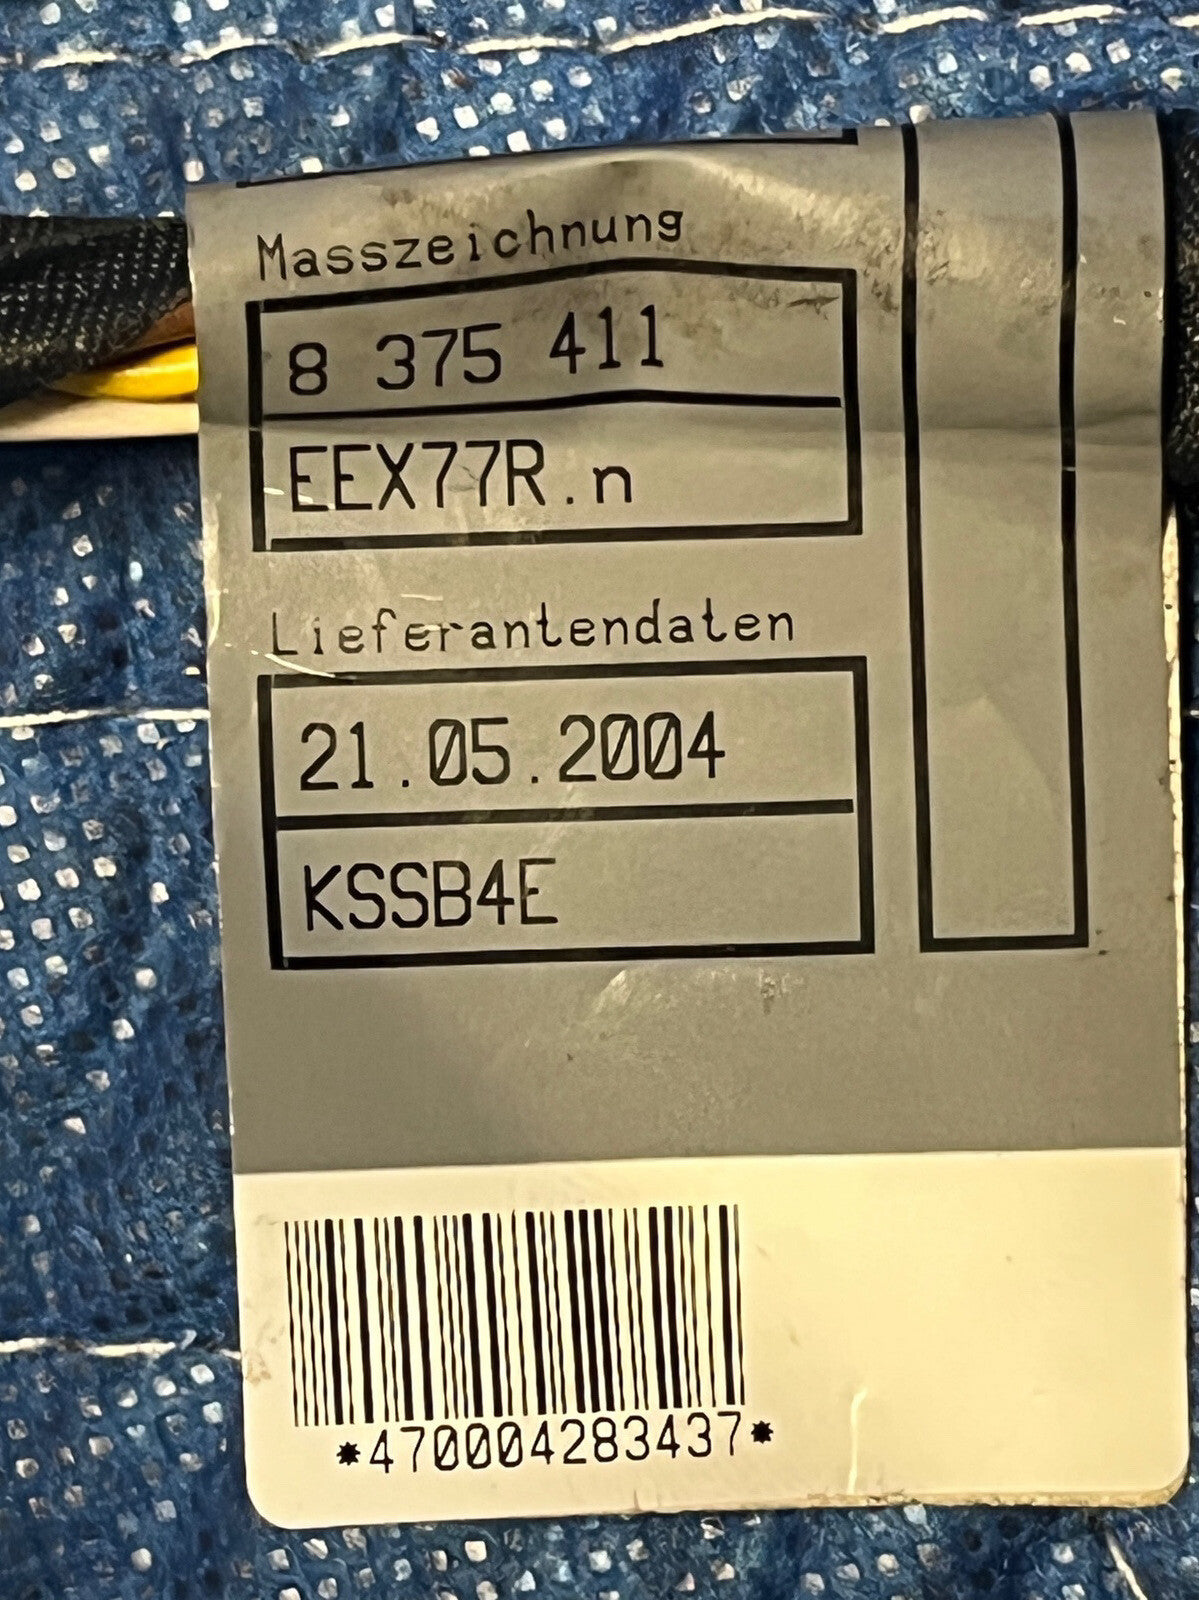 Masszeichnung
8 375 411
EEX77R.n
Lieferantendaten
21.05.2004
KSSB4E
*470004283437*